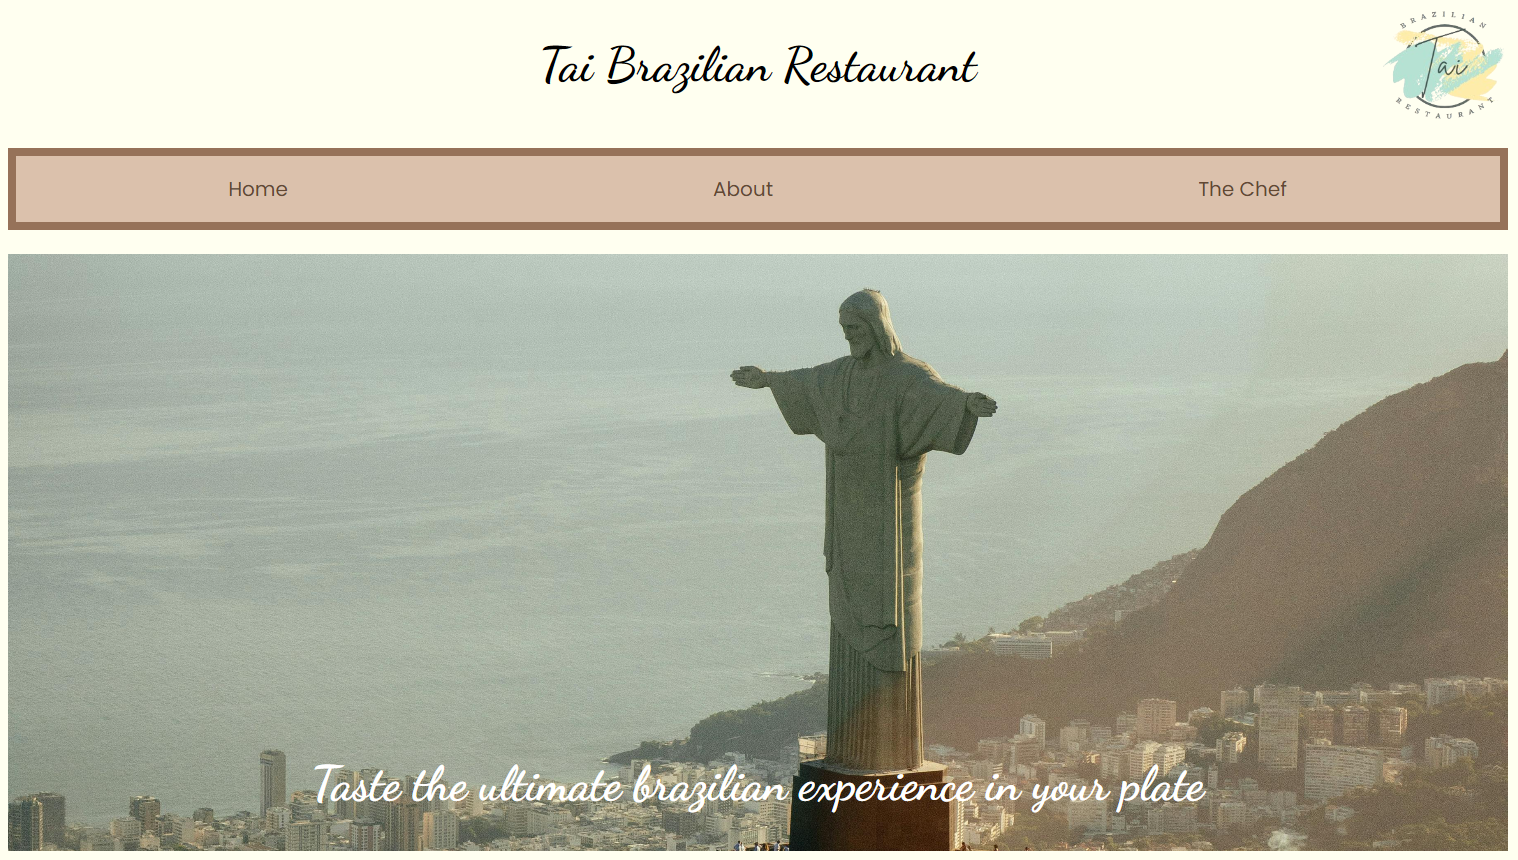 Tai Brazilian Restaurant
BRAZILIAN
Tai
RESTAURANT
Home
About
The Chef
Taste the ultimate brazilian experience in your plate